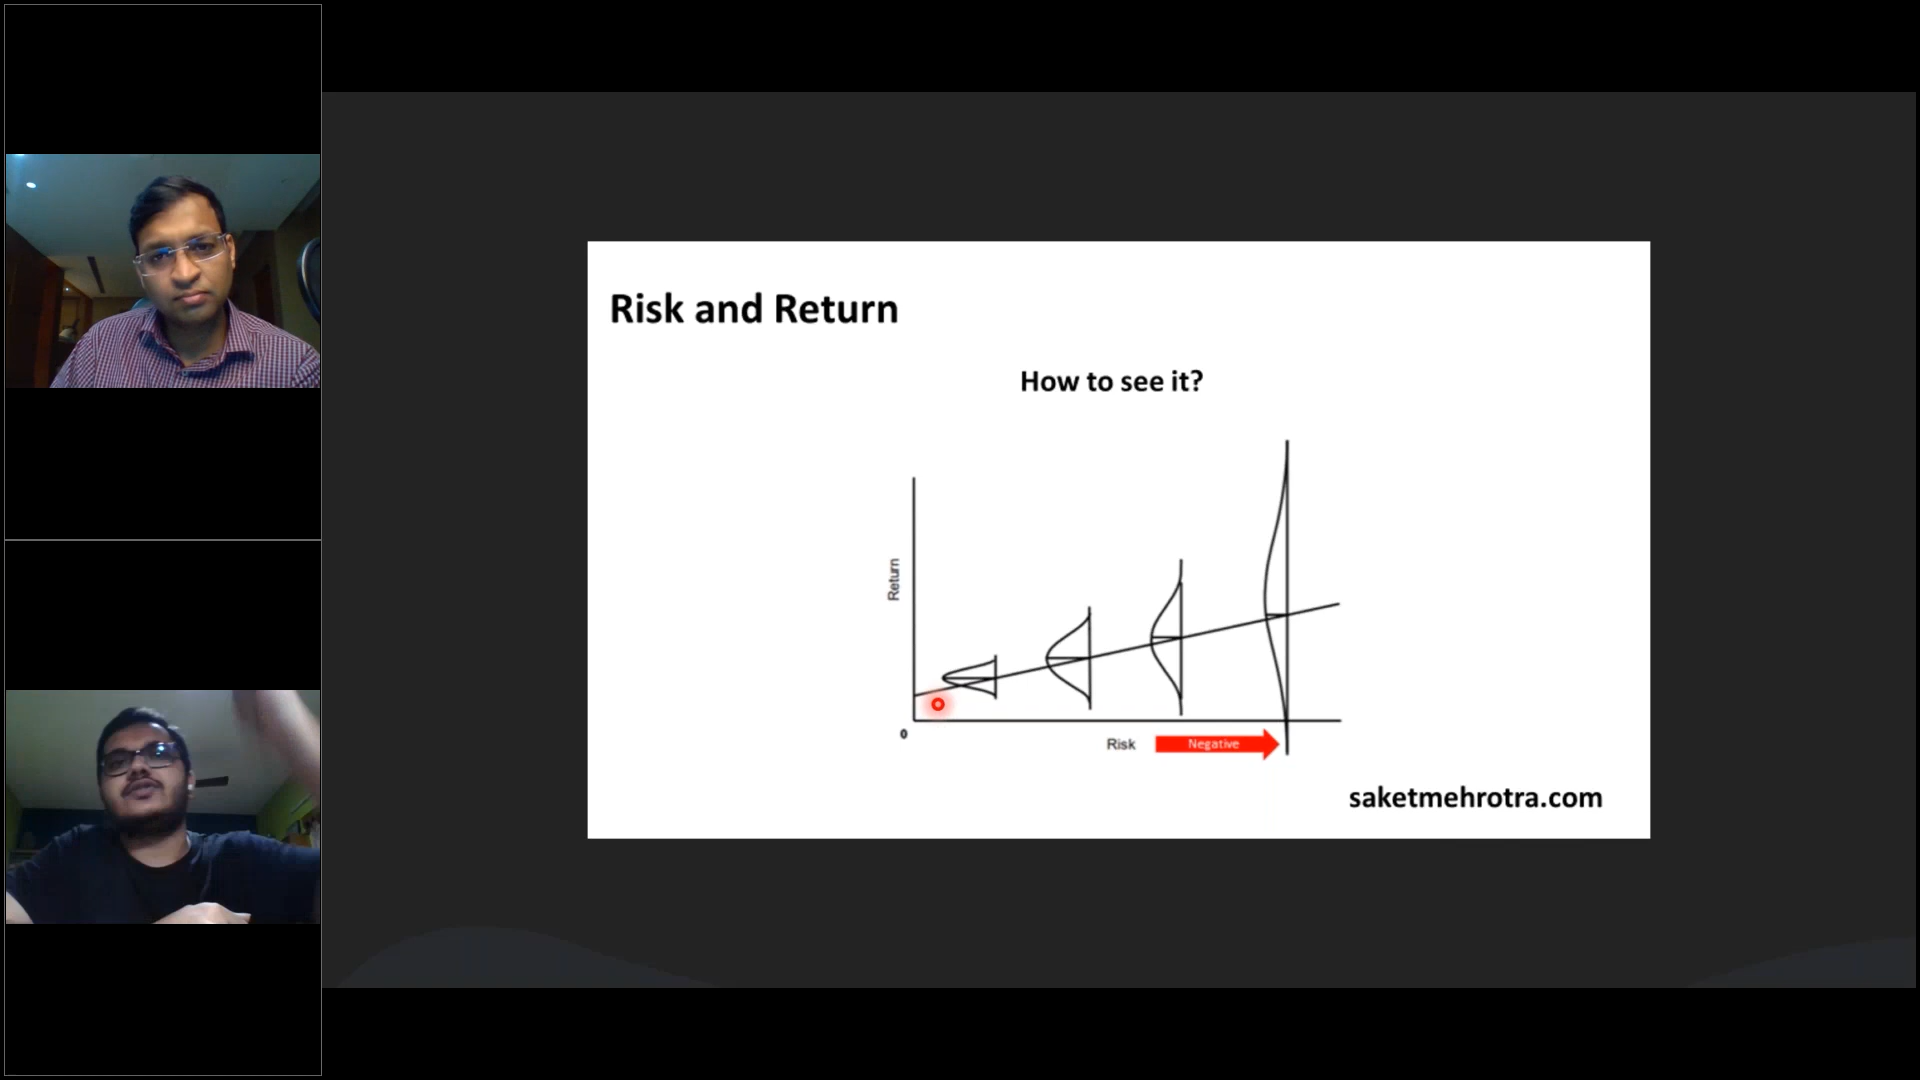 Risk and Return
How to see it?
Return
0
Risk
Negative
saketmehrotra.com